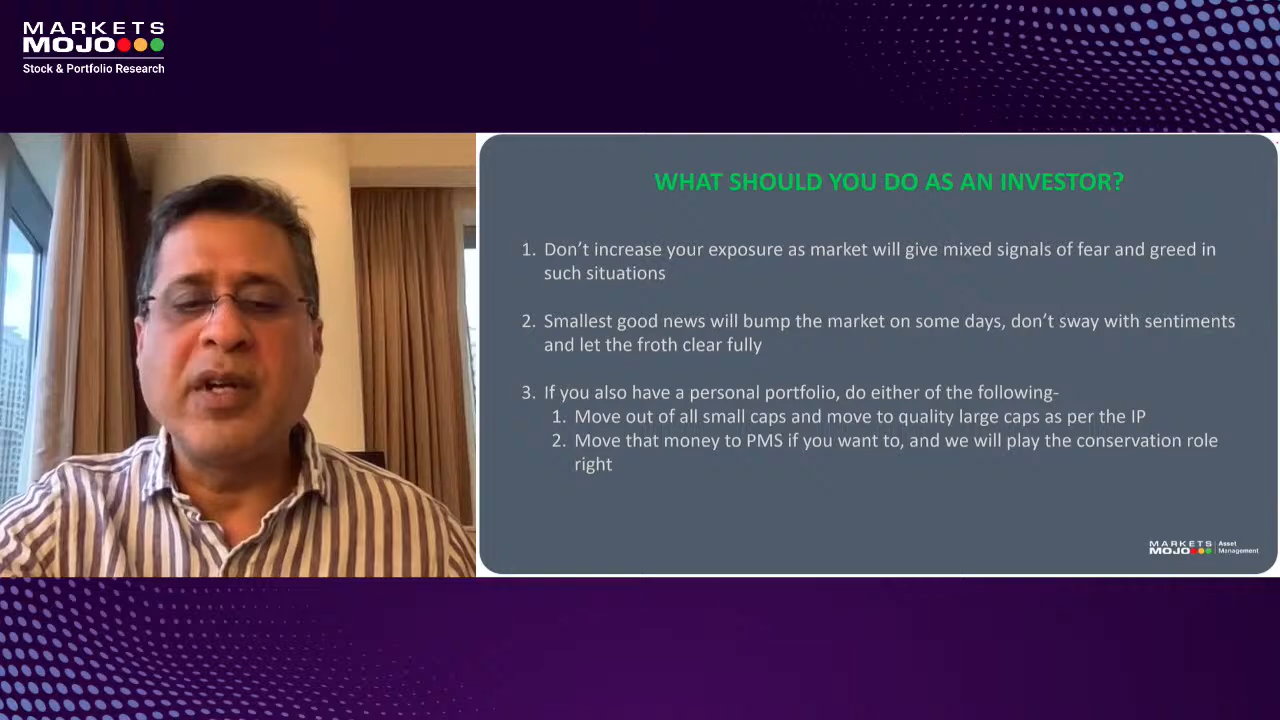 MARKETS
MOJO
Stock & Portfolio Research
WHAT SHOULD YOU DO AS AN INVESTOR?
1. Don’t increase your exposure as market will give mixed signals of fear and greed in
such situations
2. Smallest good news will bump the market on some days, don’t sway with sentiments
and let the froth clear fully
3. If you also have a personal portfolio, do either of the following-
1. Move out of all small caps and move to quality large caps as per the IP
2. Move that money to PMS if you want to, and we will play the conservation role
right
MARKETS
MOJO
Asset
Management